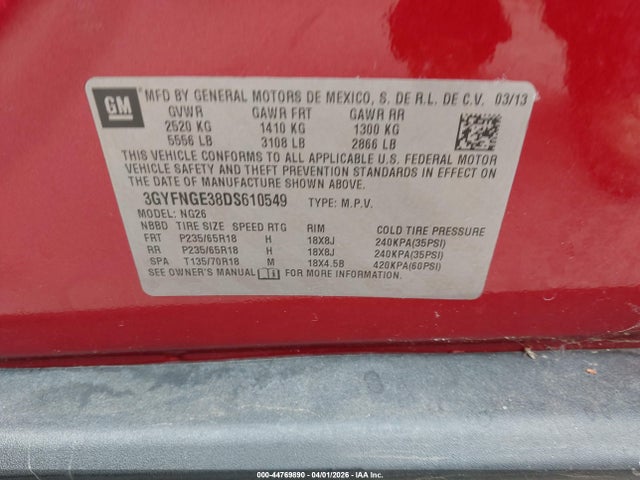 GM
MFD BY GENERAL MOTORS DE MEXICO, S. DE R.L. DE C.V. 03/13
GVWR GAWR FRT GAWR RR
2520 KG 1410 KG 1300 KG
5556 LB 3108 LB 2866 LB
THIS VEHICLE CONFORMS TO ALL APPLICABLE U.S. FEDERAL MOTOR
VEHICLE SAFETY AND THEFT PREVENTION STANDARDS IN EFFECT
ON THE DATE OF MANUFACTURE SHOWN ABOVE.
3GYFNGE38DS610549 TYPE: M.P.V.
MODEL: NG26
NBBD TIRE SIZE SPEED RTG RIM COLD TIRE PRESSURE
FRT P235/65R18 H 18X8J 240KPA(35PSI)
RR P235/65R18 H 18X8J 240KPA(35PSI)
SPA T135/70R18 M 18X4.5B 420KPA(60PSI)
SEE OWNER'S MANUAL FOR MORE INFORMATION.
000-44769890 - 04/01/2026 - IAA Inc.